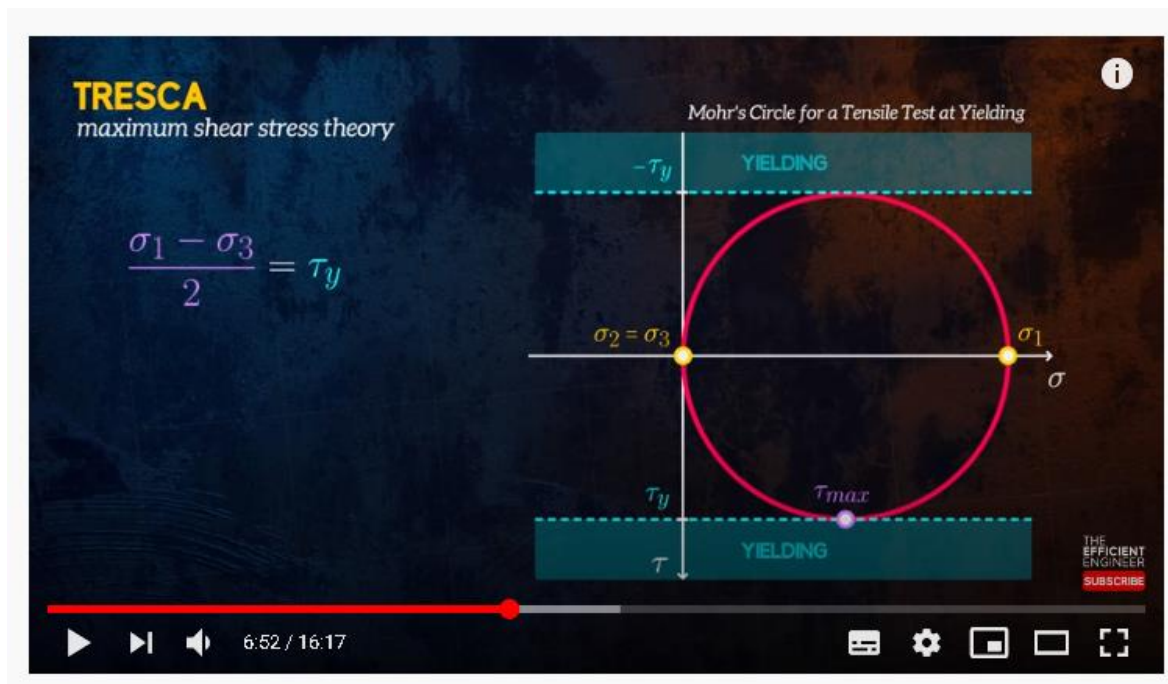 TRESCA
maximum shear stress theory
σ1 − σ3
2
= τy
Mohr's Circle for a Tensile Test at Yielding
−τy
YIELDING
σ2 = σ3
σ1
σ
τy
τmax
YIELDING
τ
THE
EFFICIENT
ENGINEER
SUBSCRIBE
6:52 / 16:17
i